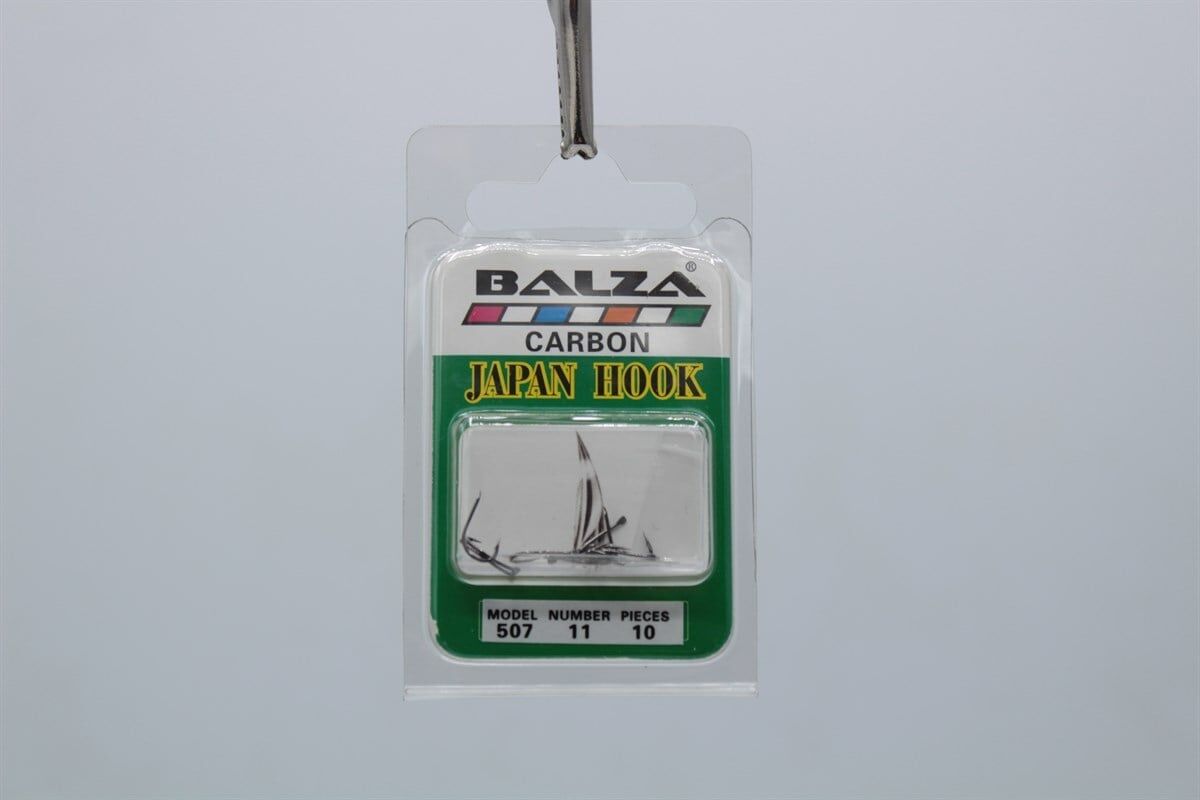 BALZA®
CARBON
JAPAN HOOK
MODEL NUMBER PIECES
507 11 10